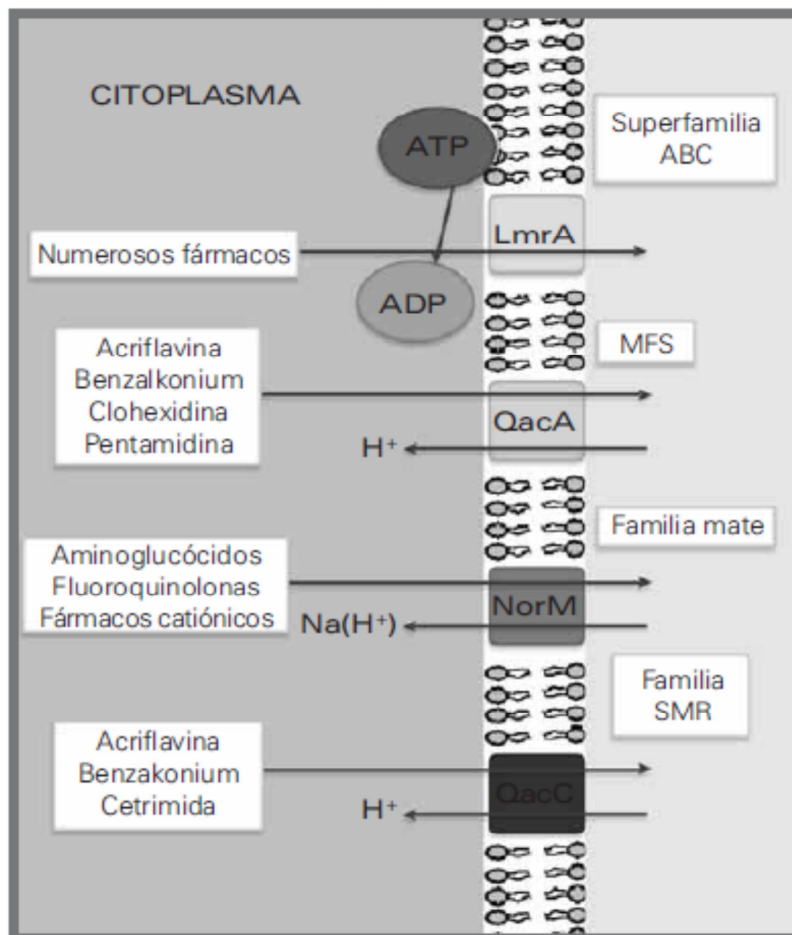 CITOPLASMA
ATP
Superfamilia
ABC
LmrA
Numerosos fármacos
ADP
MFS
Acriflavina
Benzalkonium
Clohexidina
Pentamidina
QacA
H⁺
Familia mate
Aminoglucócidos
Fluoroquinolonas
Fármacos catiónicos
NorM
Na(H⁺)
Familia
SMR
Acriflavina
Benzakonium
Cetrimida
QacC
H⁺